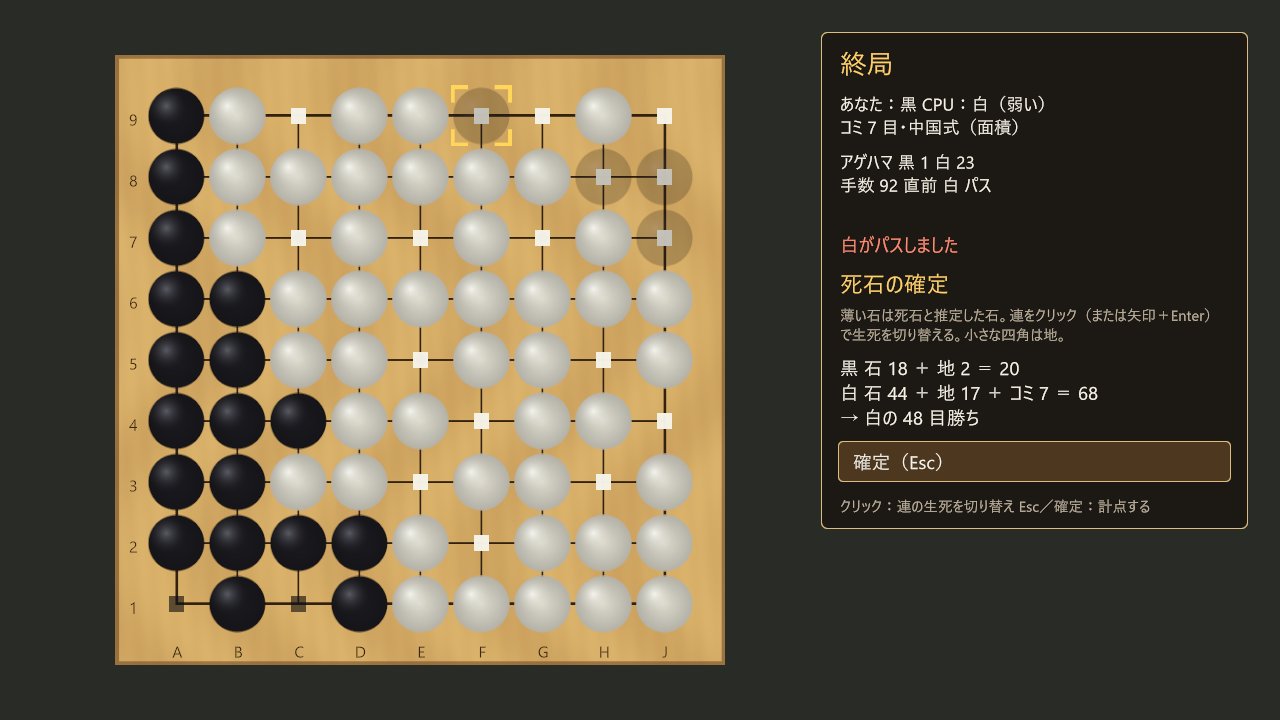 終局
あなた：黒 CPU：白（弱い）
コミ 7 目・中国式（面積）
アゲハマ 黒 1 白 23
手数 92 直前 白 パス
白がパスしました
死石の確定
薄い石は死石と推定した石。連をクリック（または矢印＋Enter）
で生死を切り替える。小さな四角は地。
黒 石 18 ＋ 地 2 ＝ 20
白 石 44 ＋ 地 17 ＋ コミ 7 ＝ 68
→ 白の 48 目勝ち
確定（Esc）
クリック：連の生死を切り替え Esc／確定：計点する
9
8
7
6
5
4
3
2
1
A B C D E F G H J